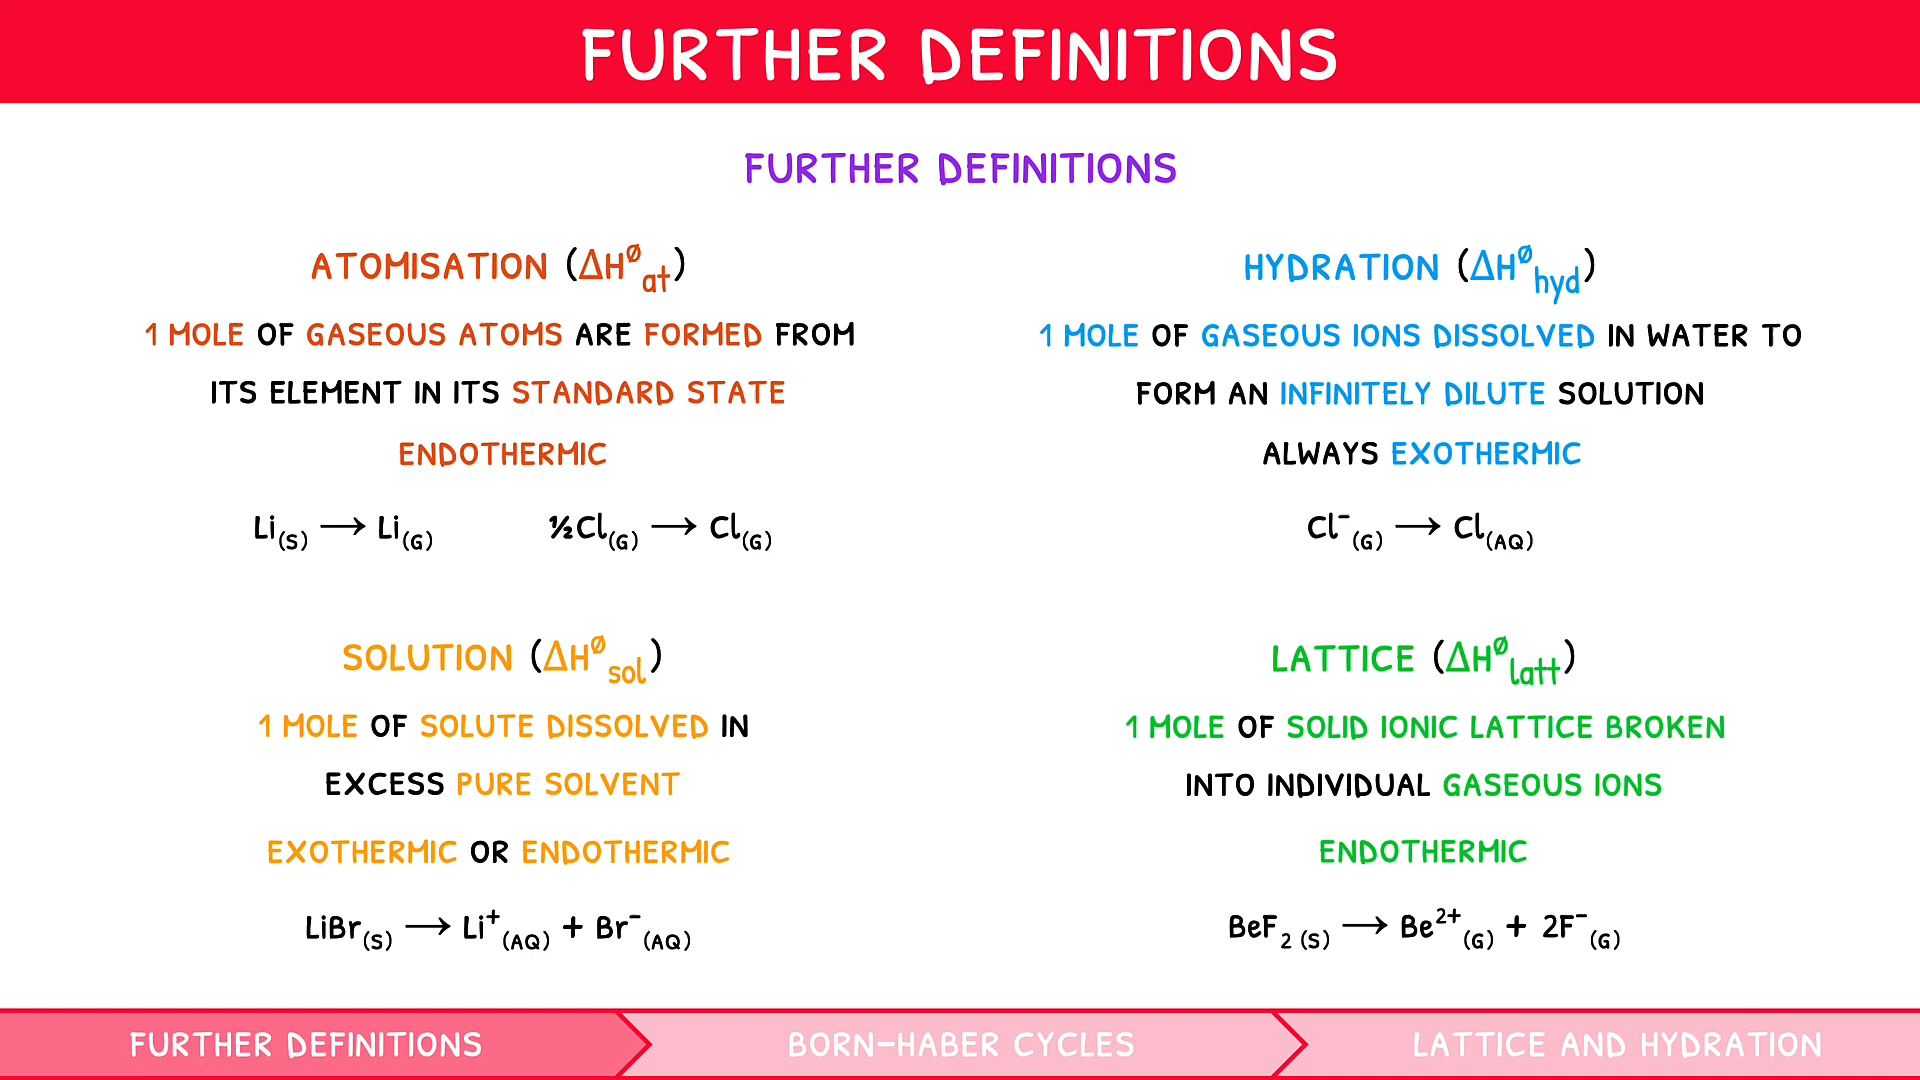 FURTHER DEFINITIONS
FURTHER DEFINITIONS
ATOMISATION (ΔH⁰at)
1 MOLE OF GASEOUS ATOMS ARE FORMED FROM
ITS ELEMENT IN ITS STANDARD STATE
ENDOTHERMIC
Li(S) → Li(G) ½Cl(G) → Cl(G)
HYDRATION (ΔH⁰hyd)
1 MOLE OF GASEOUS IONS DISSOLVED IN WATER TO
FORM AN INFINITELY DILUTE SOLUTION
ALWAYS EXOTHERMIC
Cl⁻(G) → Cl(AQ)
SOLUTION (ΔH⁰sol)
1 MOLE OF SOLUTE DISSOLVED IN
EXCESS PURE SOLVENT
EXOTHERMIC OR ENDOTHERMIC
LiBr(S) → Li⁺(AQ) + Br⁻(AQ)
LATTICE (ΔH⁰latt)
1 MOLE OF SOLID IONIC LATTICE BROKEN
INTO INDIVIDUAL GASEOUS IONS
ENDOTHERMIC
BeF₂(S) → Be²⁺(G) + 2F⁻(G)
FURTHER DEFINITIONS
BORN-HABER CYCLES
LATTICE AND HYDRATION